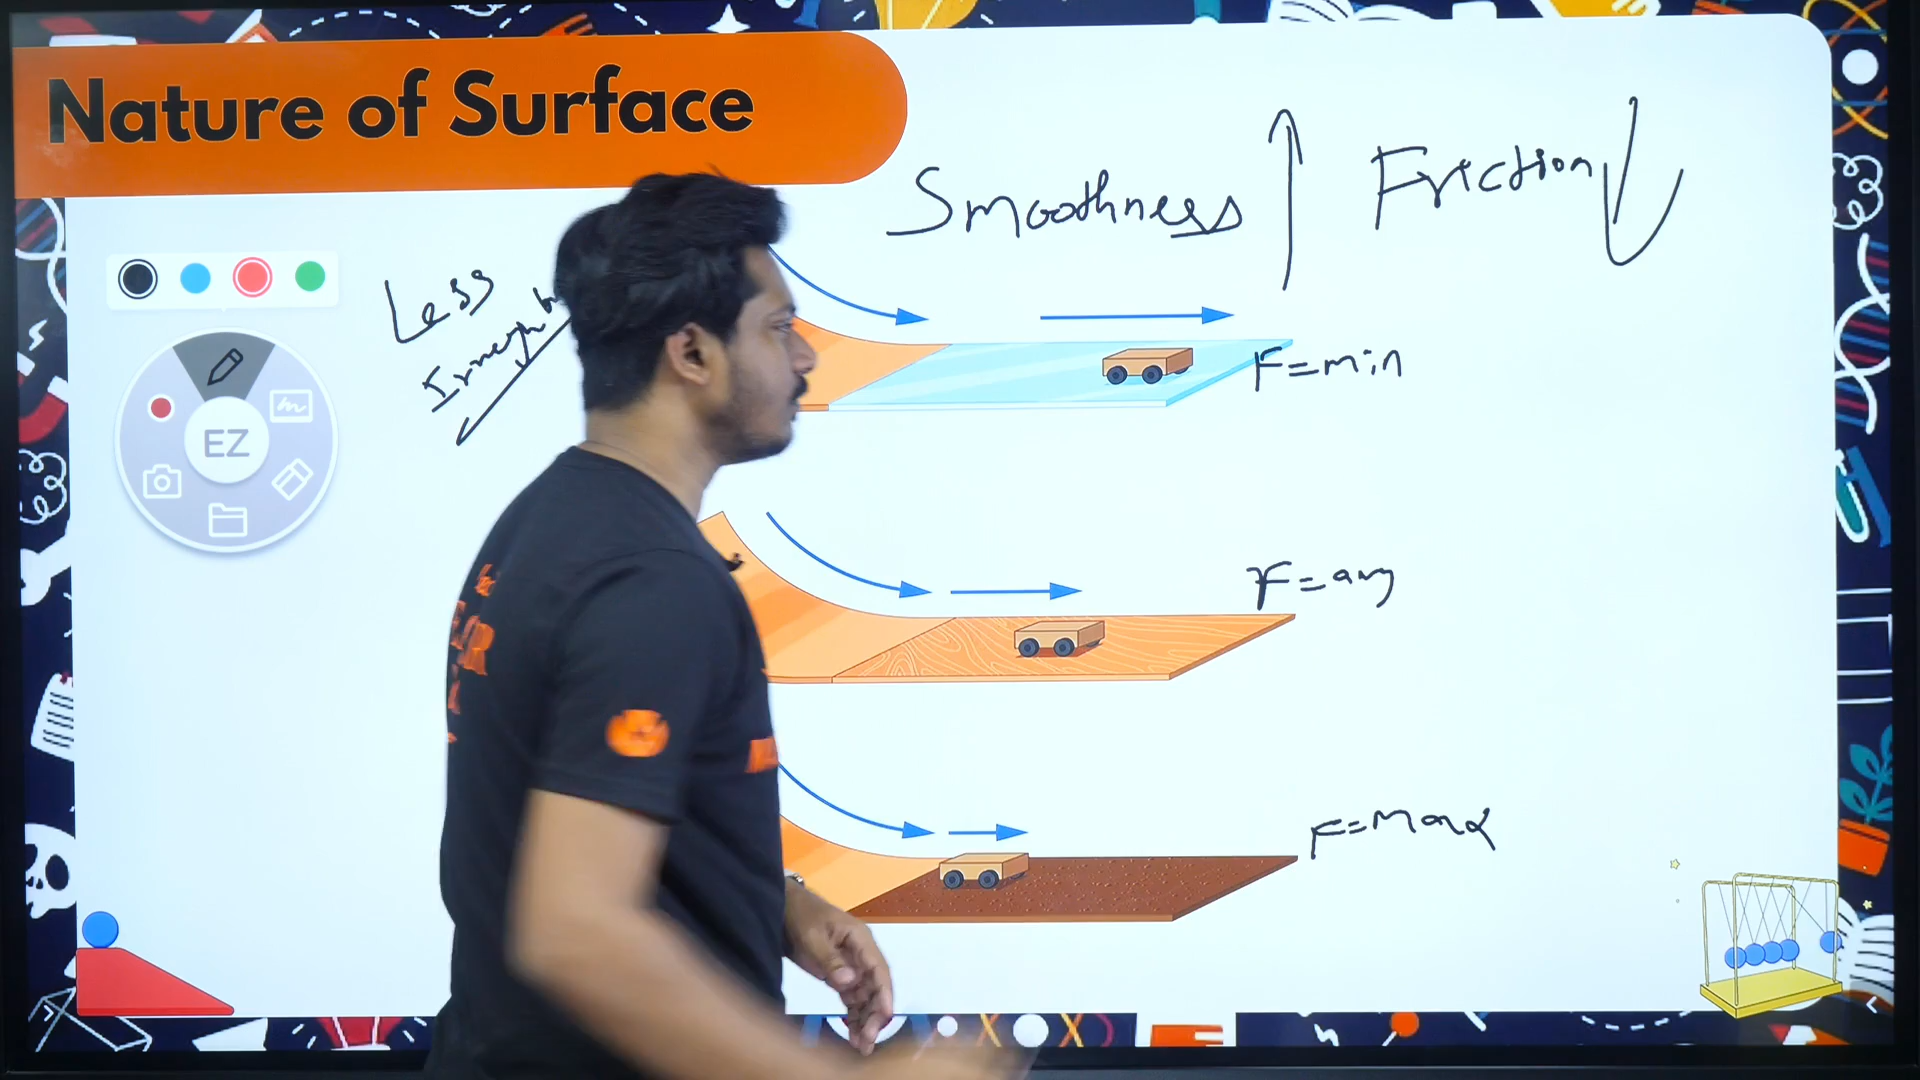 Nature of Surface
Smoothness
Friction
Less
F=min
EZ
F=avg
F=Max